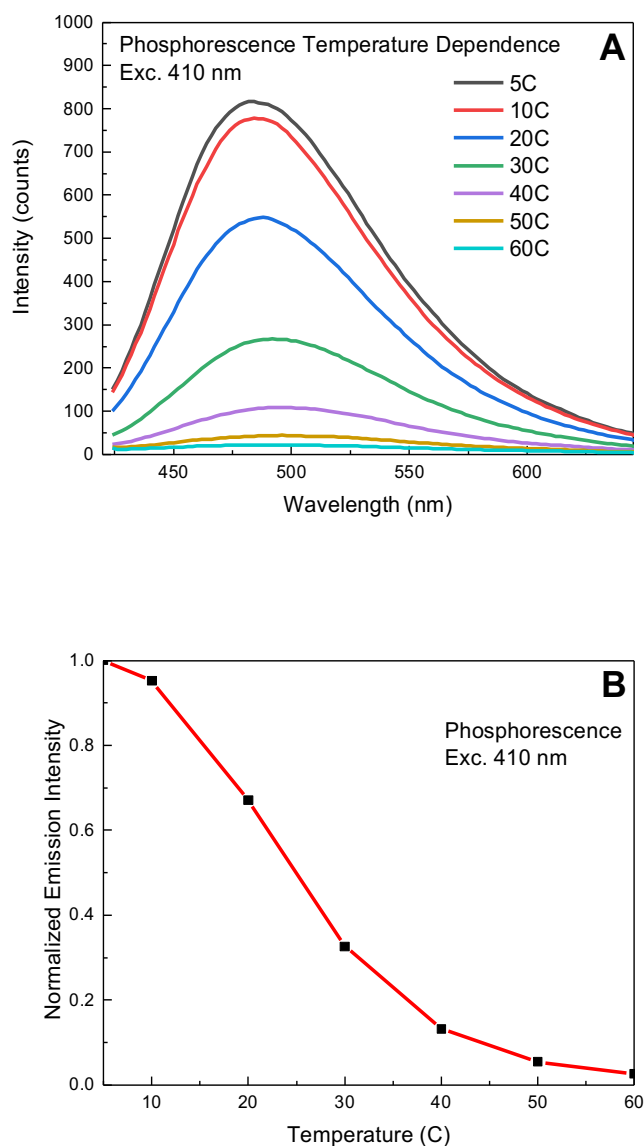 Phosphorescence Temperature Dependence
Exc. 410 nm
A
5C
10C
20C
30C
40C
50C
60C
1000
900
800
700
600
500
400
300
200
100
0
Intensity (counts)
450
500
550
600
Wavelength (nm)
B
Phosphorescence
Exc. 410 nm
1.0
0.8
0.6
0.4
0.2
0.0
Normalized Emission Intensity
10
20
30
40
50
60
Temperature (C)